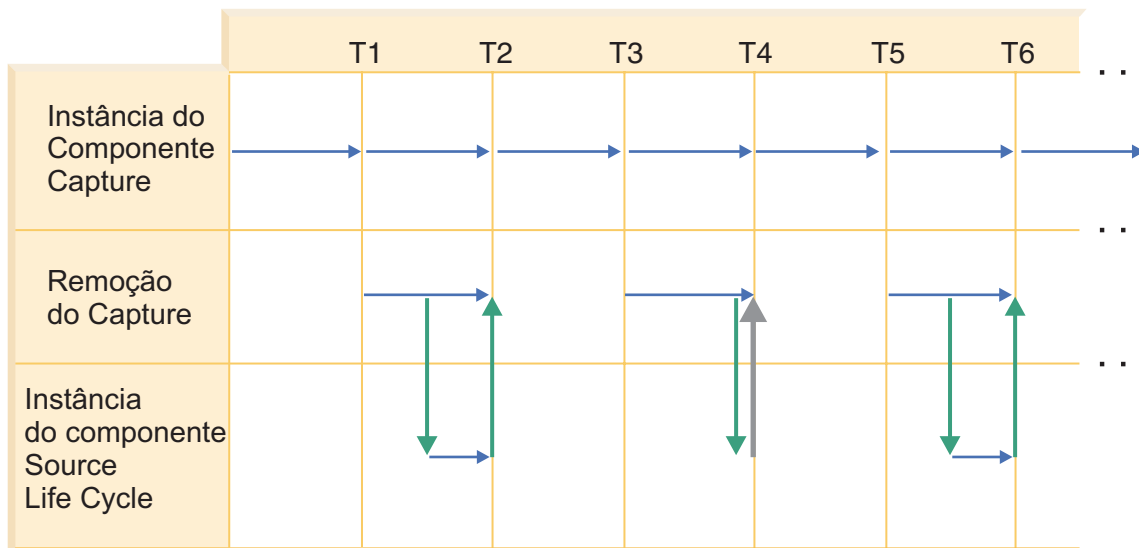 T1 T2 T3 T4 T5 T6 . .
Instância do
Componente
Capture
. .
Remoção
do Capture
. .
Instância
do componente
Source
Life Cycle